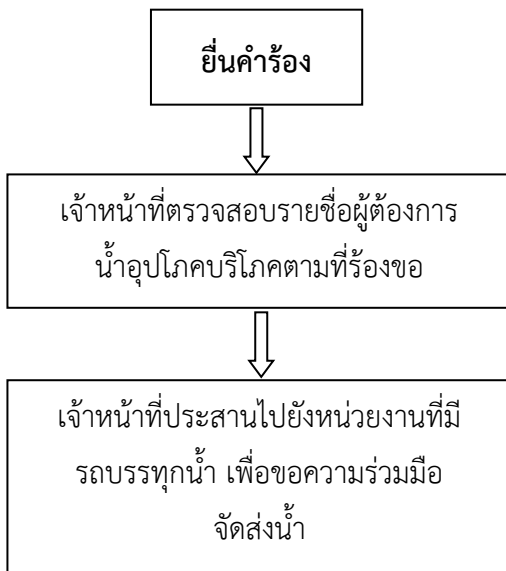 ยื่นคำร้อง
เจ้าหน้าที่ตรวจสอบรายชื่อผู้ต้องการ
น้ำอุปโภคบริโภคตามที่ร้องขอ
เจ้าหน้าที่ประสานไปยังหน่วยงานที่มี
รถบรรทุกน้ำ เพื่อขอความร่วมมือ
จัดส่งน้ำ